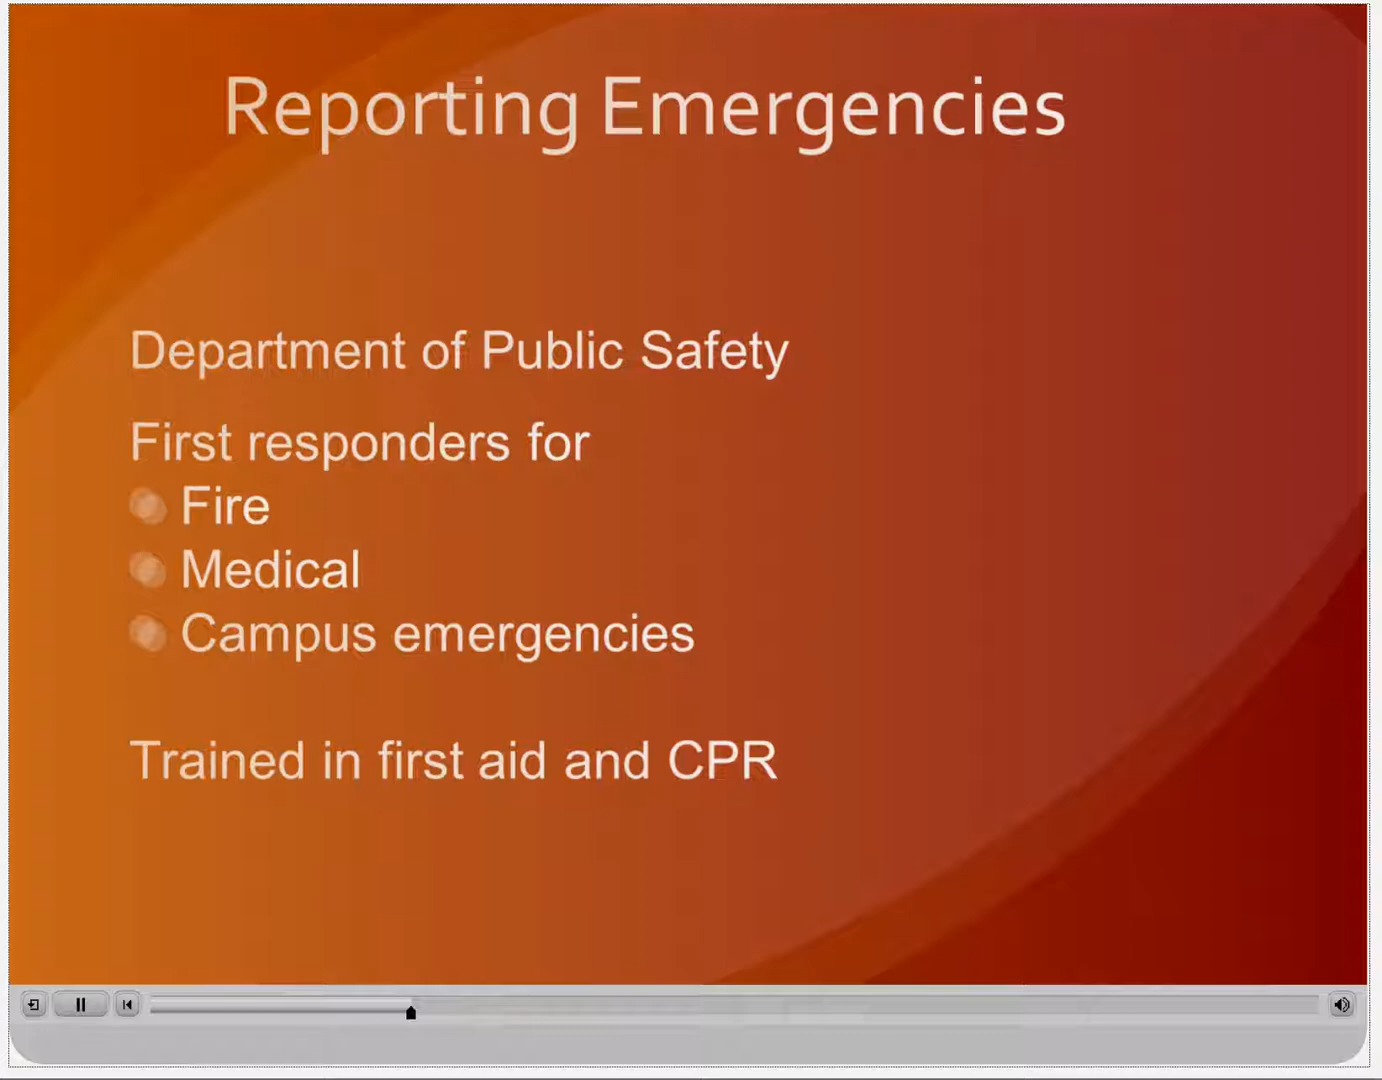 Reporting Emergencies
Department of Public Safety
First responders for
Fire
Medical
Campus emergencies
Trained in first aid and CPR